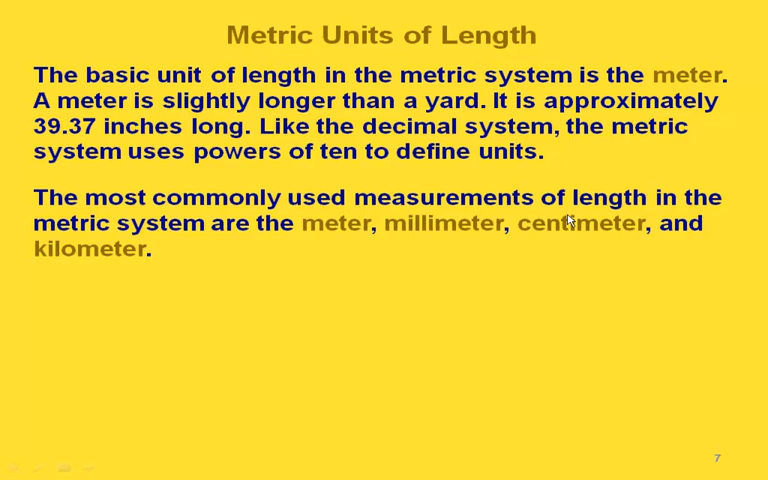 Metric Units of Length
The basic unit of length in the metric system is the meter.
A meter is slightly longer than a yard. It is approximately
39.37 inches long. Like the decimal system, the metric
system uses powers of ten to define units.
The most commonly used measurements of length in the
metric system are the meter, millimeter, centimeter, and
kilometer.
7